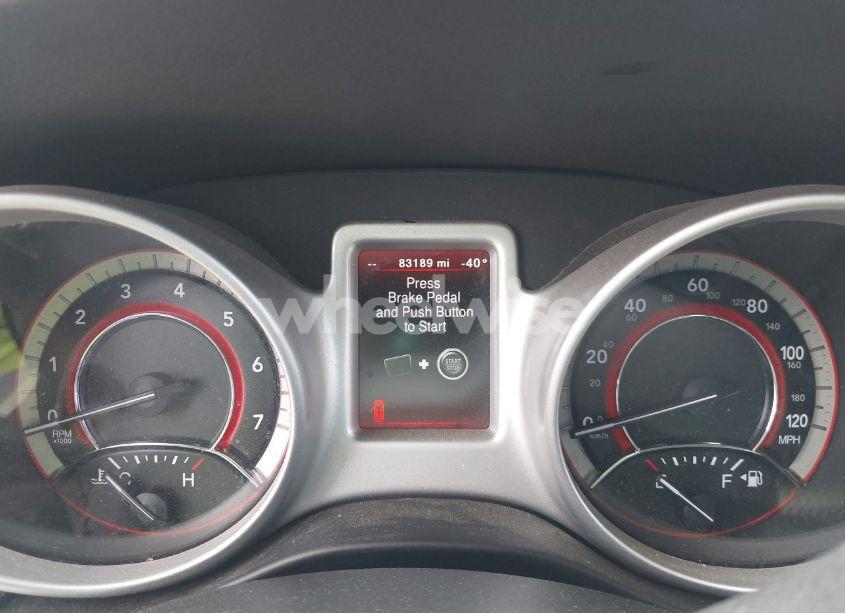 -- 83189 mi -40°
Press
Brake Pedal
and Push Button
to Start
+ START
STOP
wheelwise
0 1 2 3 4 5 6 7
RPM
x1000
C H
0 20 40 60 80 100 120
0 20 40 60 80 100 120 140 160 180
km/h
MPH
E F